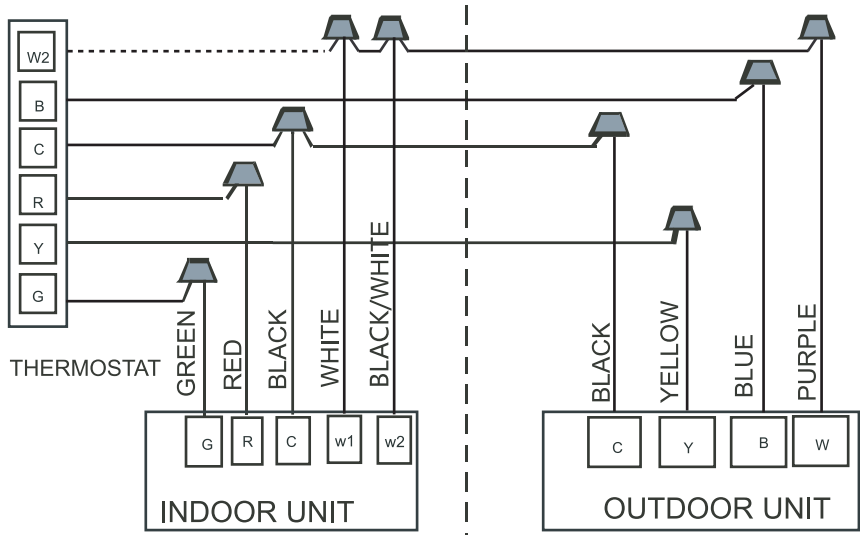 W2
B
C
R
Y
G
THERMOSTAT
GREEN
RED
BLACK
WHITE
BLACK/WHITE
BLACK
YELLOW
BLUE
PURPLE
G R C w1 w2
INDOOR UNIT
C Y B W
OUTDOOR UNIT